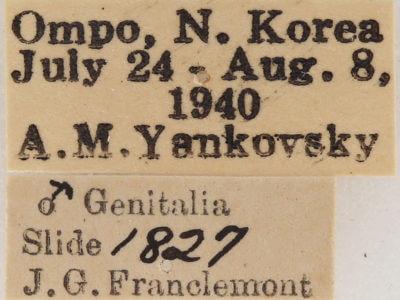 Ompo, N. Korea
July 24 - Aug. 8,
1940
A.M.Yankovsky
♂ Genitalia
Slide 1827
J.G. Franclemont